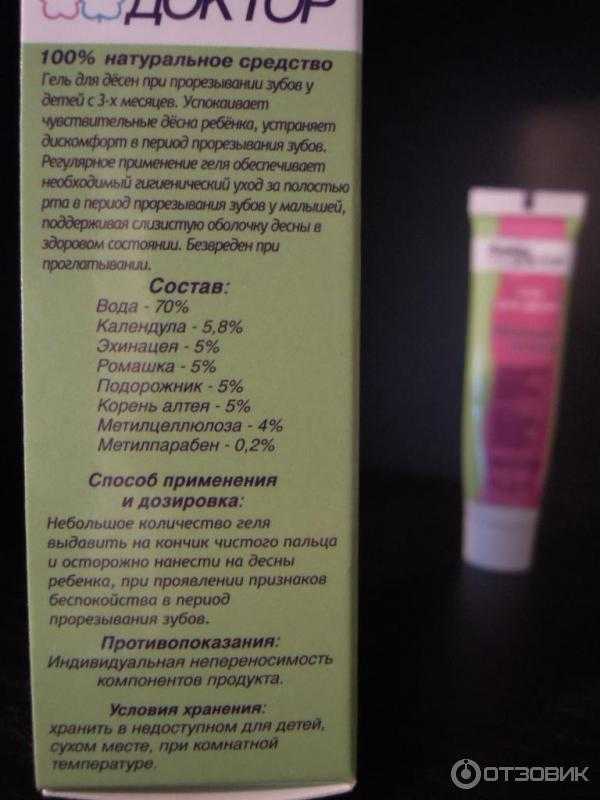 ДОКТОР
100% натуральное средство
Гель для дёсен при прорезывании зубов у
детей с 3-х месяцев. Успокаивает
чувствительные дёсна ребёнка, устраняет
дискомфорт в период прорезывания зубов.
Регулярное применение геля обеспечивает
необходимый гигиенический уход за полостью
рта в период прорезывания зубов у малышей,
поддерживая слизистую оболочку десны в
здоровом состоянии. Безвреден при
проглатывании.
Состав:
Вода - 70%
Календула - 5,8%
Эхинацея - 5%
Ромашка - 5%
Подорожник - 5%
Корень алтея - 5%
Метилцеллюлоза - 4%
Метилпарабен - 0,2%
Способ применения
и дозировка:
Небольшое количество геля
выдавить на кончик чистого пальца
и осторожно нанести на десны
ребенка, при проявлении признаков
беспокойства в период
прорезывания зубов.
Противопоказания:
Индивидуальная непереносимость
компонентов продукта.
Условия хранения:
хранить в недоступном для детей,
сухом месте, при комнатной
температуре.
ОТЗОВИК